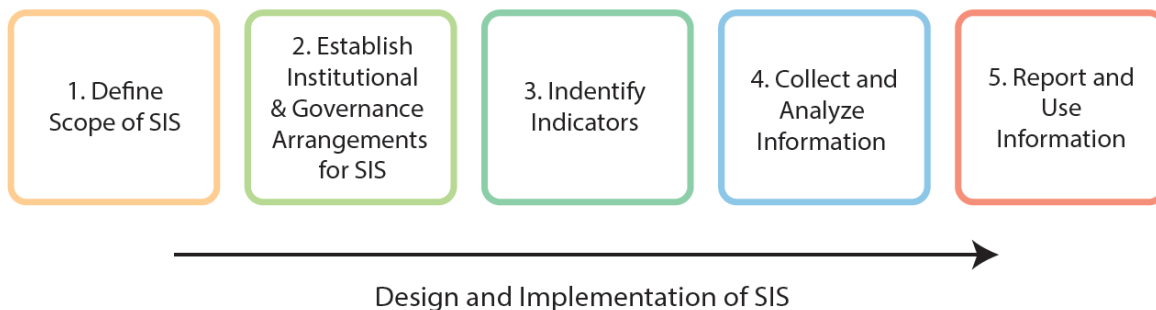 1. Define
Scope of SIS
2. Establish
Institutional
& Governance
Arrangements
for SIS
3. Indentify
Indicators
4. Collect and
Analyze
Information
5. Report and
Use
Information
Design and Implementation of SIS